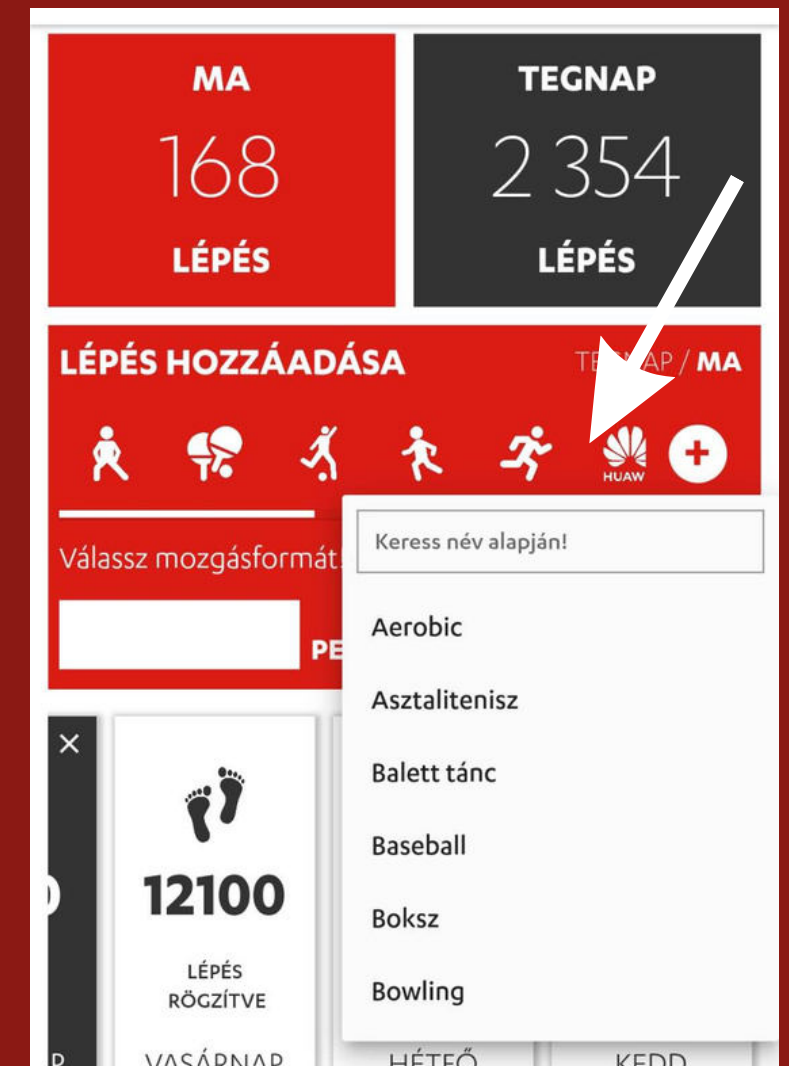 MA
168
LÉPÉS
TEGNAP
2 354
LÉPÉS
LÉPÉS HOZZÁADÁSA
/ MA
HUAW
+
Válassz mozgásformát!
PE
Keress név alapján!
Aerobic
Asztalitenisz
Balett tánc
Baseball
Boksz
Bowling
12100
LÉPÉS
RÖGZÍTVE
VASÁRNAP
HÉTFŐ
KEDD